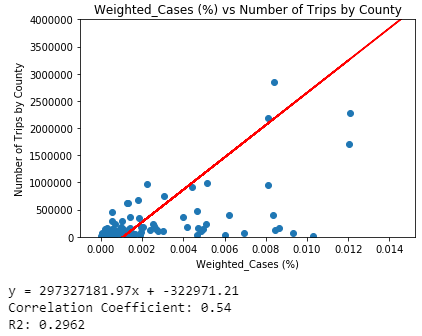 Weighted_Cases (%) vs Number of Trips by County
4000000
3500000
3000000
2500000
2000000
1500000
1000000
500000
0
Number of Trips by County
0.000 0.002 0.004 0.006 0.008 0.010 0.012 0.014
Weighted_Cases (%)
y = 297327181.97x + -322971.21
Correlation Coefficient: 0.54
R2: 0.2962